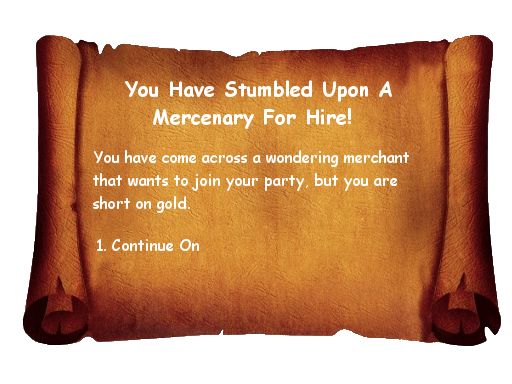 You Have Stumbled Upon A
Mercenary For Hire!
You have come across a wondering merchant
that wants to join your party, but you are
short on gold.
1. Continue On